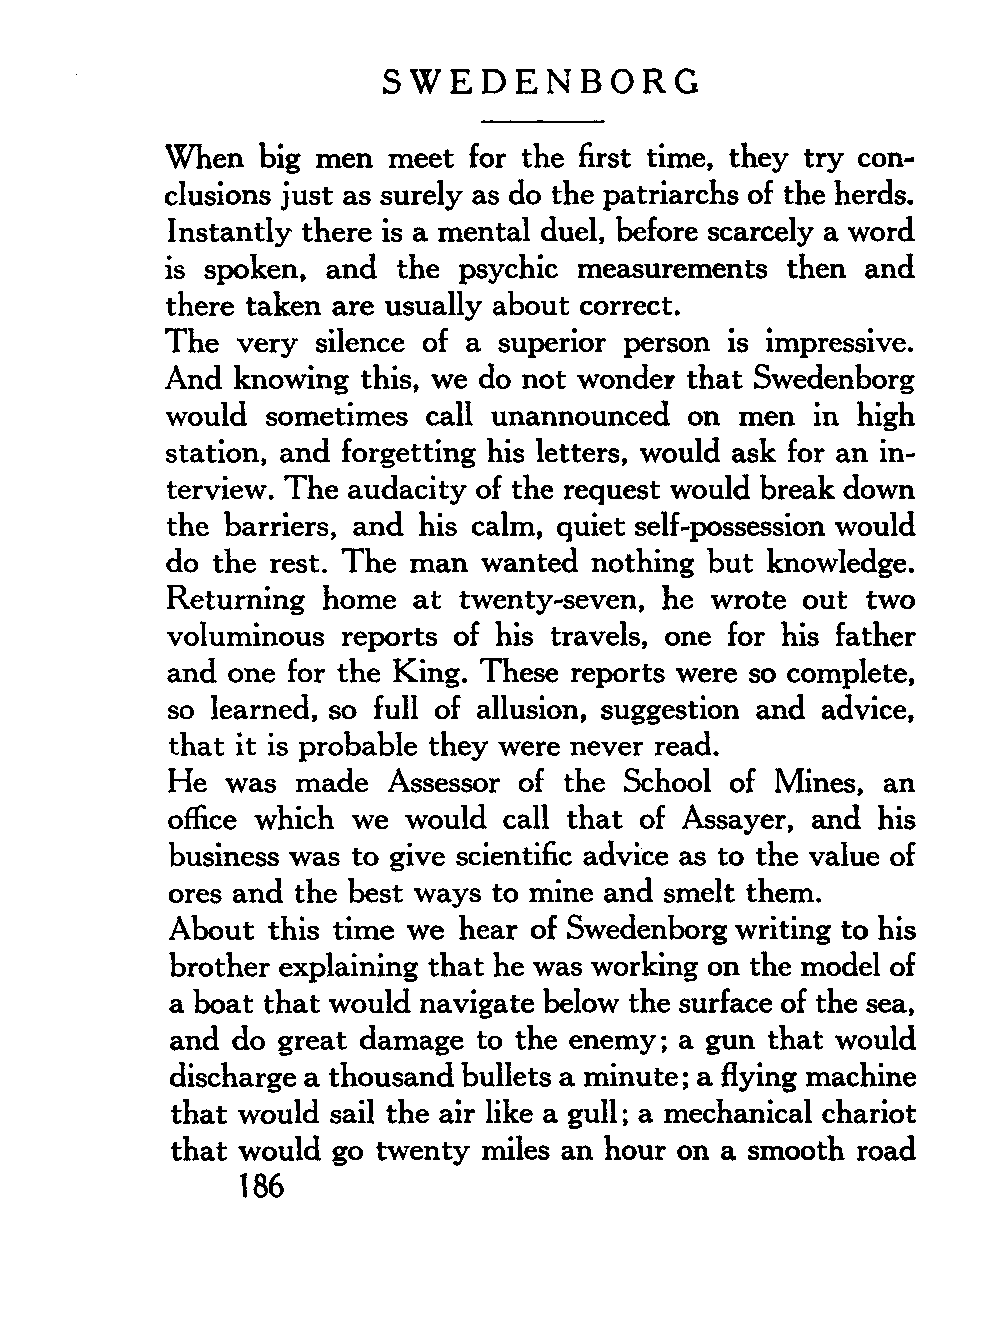 SWEDENBORG
When big men meet for the first time, they try con-
clusions just as surely as do the patriarchs of the herds.
Instantly there is a mental duel, before scarcely a word
is spoken, and the psychic measurements then and
there taken are usually about correct.
The very silence of a superior person is impressive.
And knowing this, we do not wonder that Swedenborg
would sometimes call unannounced on men in high
station, and forgetting his letters, would ask for an in-
terview. The audacity of the request would break down
the barriers, and his calm, quiet self-possession would
do the rest. The man wanted nothing but knowledge.
Returning home at twenty-seven, he wrote out two
voluminous reports of his travels, one for his father
and one for the King. These reports were so complete,
so learned, so full of allusion, suggestion and advice,
that it is probable they were never read.
He was made Assessor of the School of Mines, an
office which we would call that of Assayer, and his
business was to give scientific advice as to the value of
ores and the best ways to mine and smelt them.
About this time we hear of Swedenborg writing to his
brother explaining that he was working on the model of
a boat that would navigate below the surface of the sea,
and do great damage to the enemy; a gun that would
discharge a thousand bullets a minute; a flying machine
that would sail the air like a gull; a mechanical chariot
that would go twenty miles an hour on a smooth road
186